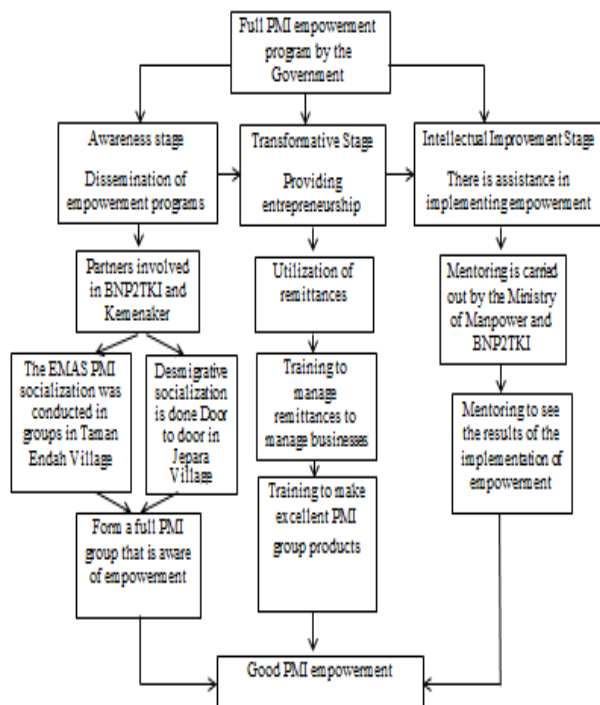 Full PMI empowerment
program by the
Government
Awareness stage
Dissemination of
empowerment programs
Transformative Stage
Providing
entrepreneurship
Intellectual Improvement Stage
There is assistance in
implementing empowerment
Partners involved
in BNP2TKI and
Kemenaker
Utilization of
remittances
Mentoring is carried
out by the Ministry
of Manpower and
BNP2TKI
The EMAS PMI
socialization was
conducted in
groups in Taman
Endah Village
Desmigrative
socialization
is done Door
to door in
Jepara
Village
Training to
manage
remittances to
manage businesses
Mentoring to see
the results of the
implementation of
empowerment
Form a full PMI
group that is aware
of empowerment
Training to make
excellent PMI
group products
Good PMI empowerment